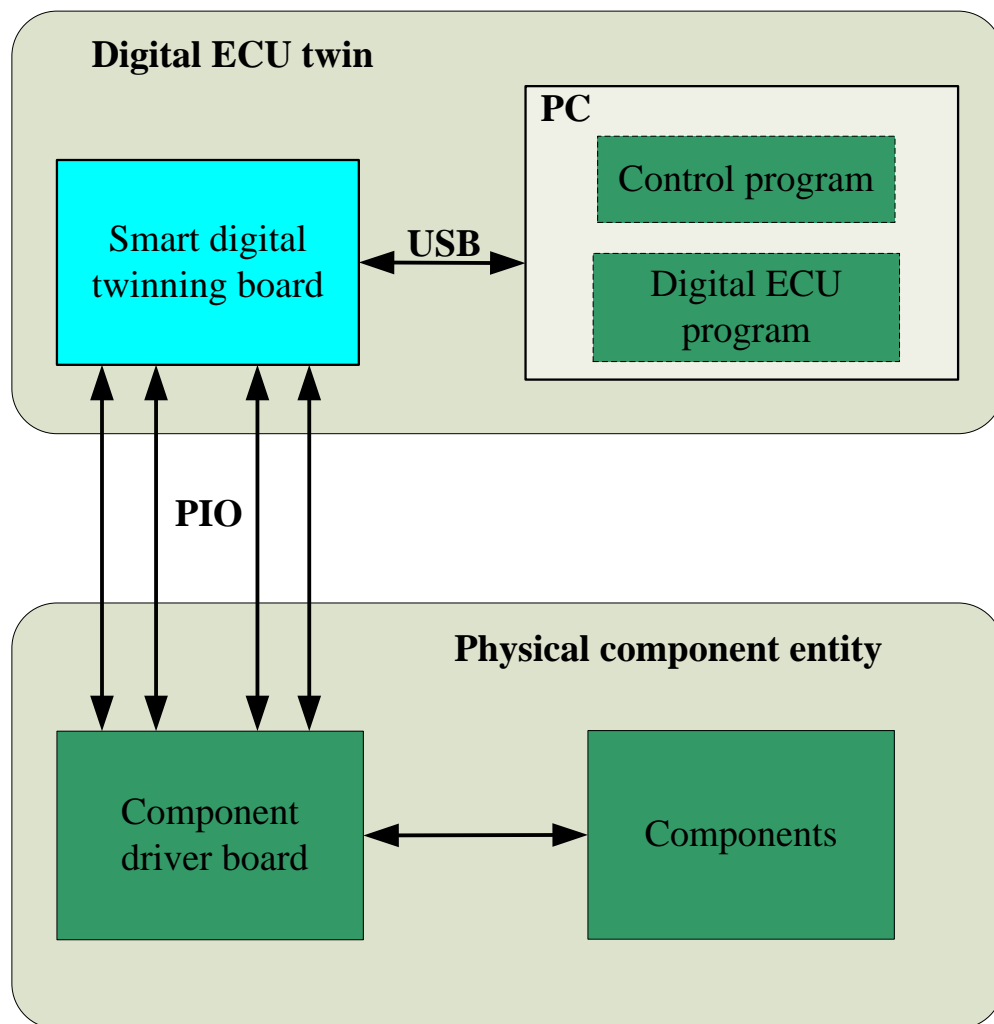 Digital ECU twin
PC
Control program
Smart digital
twinning board
USB
Digital ECU
program
PIO
Physical component entity
Component
driver board
Components